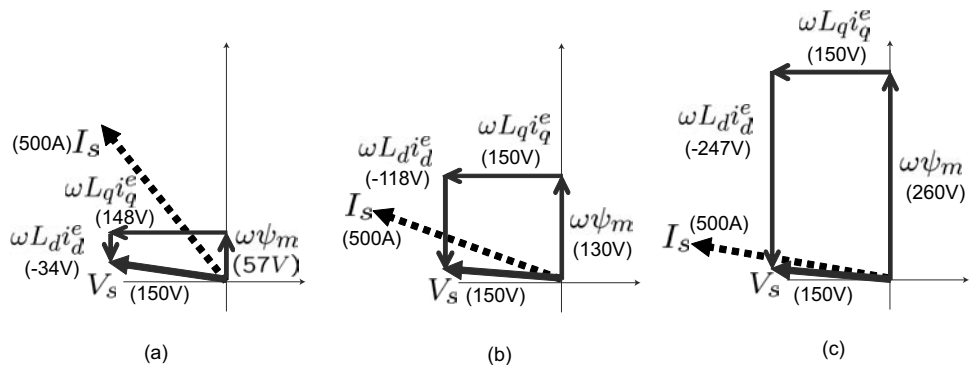 (500A) I_s
ωL_q i_q^e
(148V)
ωL_d i_d^e
(-34V)
ωψ_m
(57V)
V_s (150V)
(a)
ωL_q i_q^e
(150V)
ωL_d i_d^e
(-118V)
I_s
(500A)
ωψ_m
(130V)
V_s (150V)
(b)
ωL_q i_q^e
(150V)
ωL_d i_d^e
(-247V)
ωψ_m
(260V)
(500A)
I_s
V_s (150V)
(c)